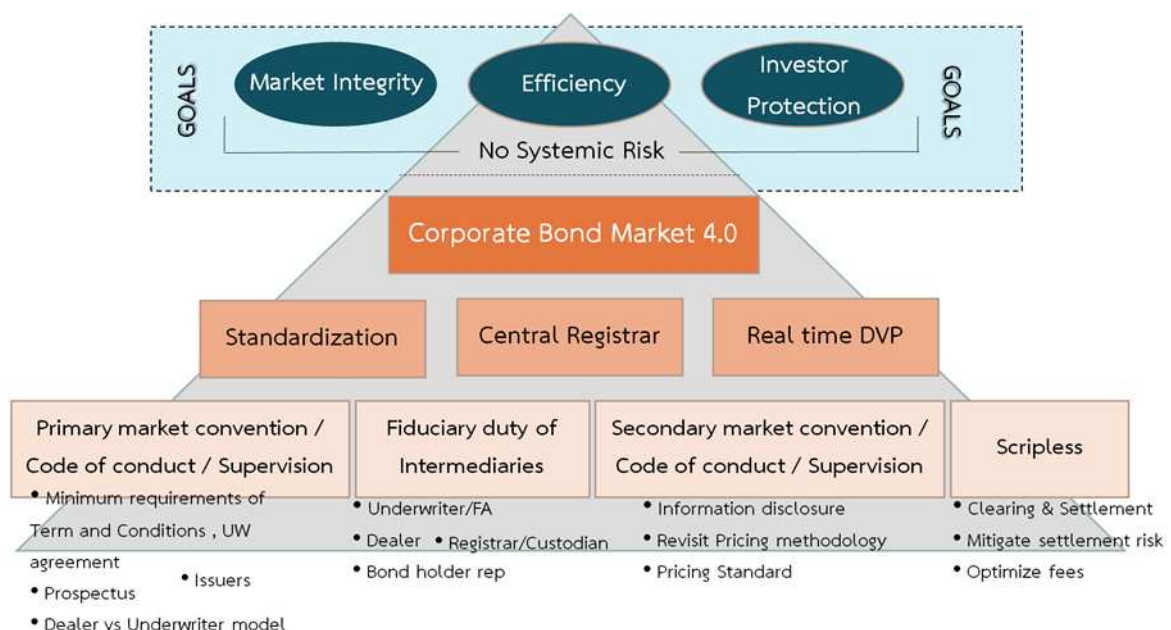 GOALS
Market Integrity
Efficiency
Investor
Protection
GOALS
No Systemic Risk
Corporate Bond Market 4.0
Standardization
Central Registrar
Real time DVP
Primary market convention /
Code of conduct / Supervision
• Minimum requirements of
Term and Conditions , UW
agreement
• Issuers
• Prospectus
• Dealer vs Underwriter model
Fiduciary duty of
Intermediaries
• Underwriter/FA
• Dealer • Registrar/Custodian
• Bond holder rep
Secondary market convention /
Code of conduct / Supervision
• Information disclosure
• Revisit Pricing methodology
• Pricing Standard
Scripless
• Clearing & Settlement
• Mitigate settlement risk
• Optimize fees